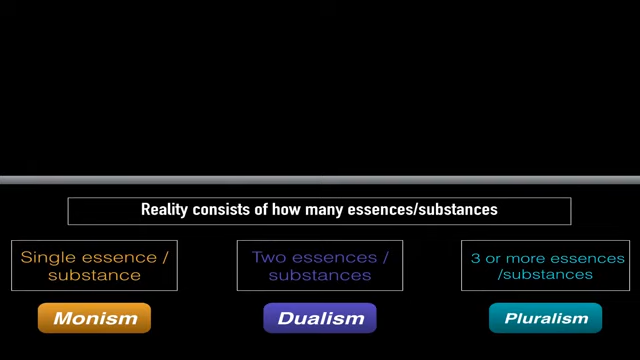 Reality consists of how many essences/substances
Single essence /
substance
Two essences /
substances
3 or more essences
/substances
Monism
Dualism
Pluralism